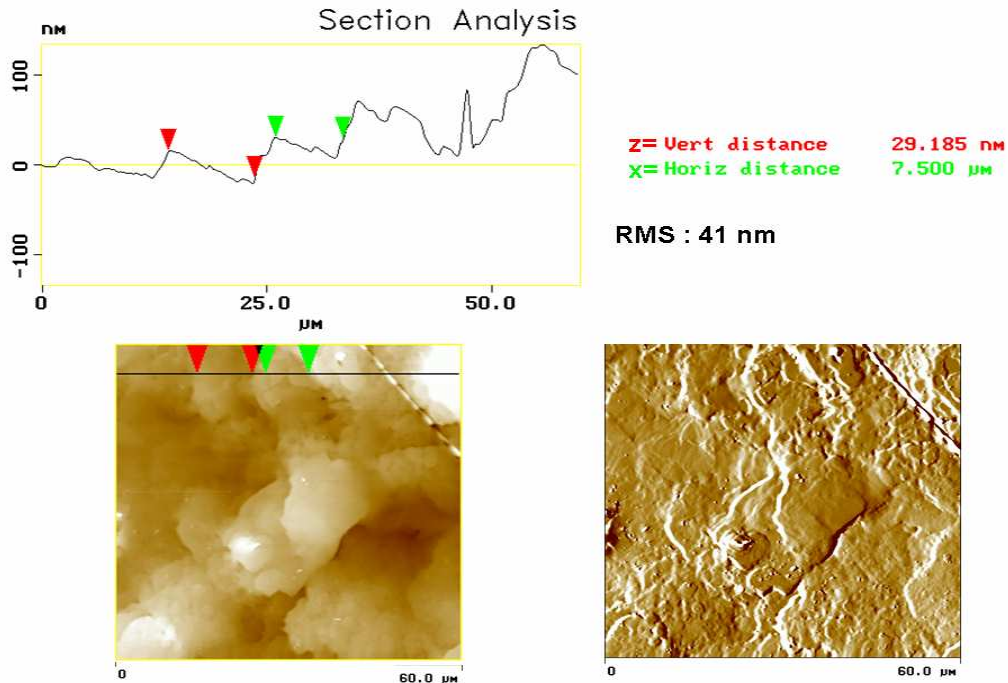 Section Analysis
nM
100
0
-100
0 25.0 50.0
µM
z= Vert distance 29.185 nM
x= Horiz distance 7.500 µM
RMS : 41 nm
0 60.0 µM
0 60.0 µM